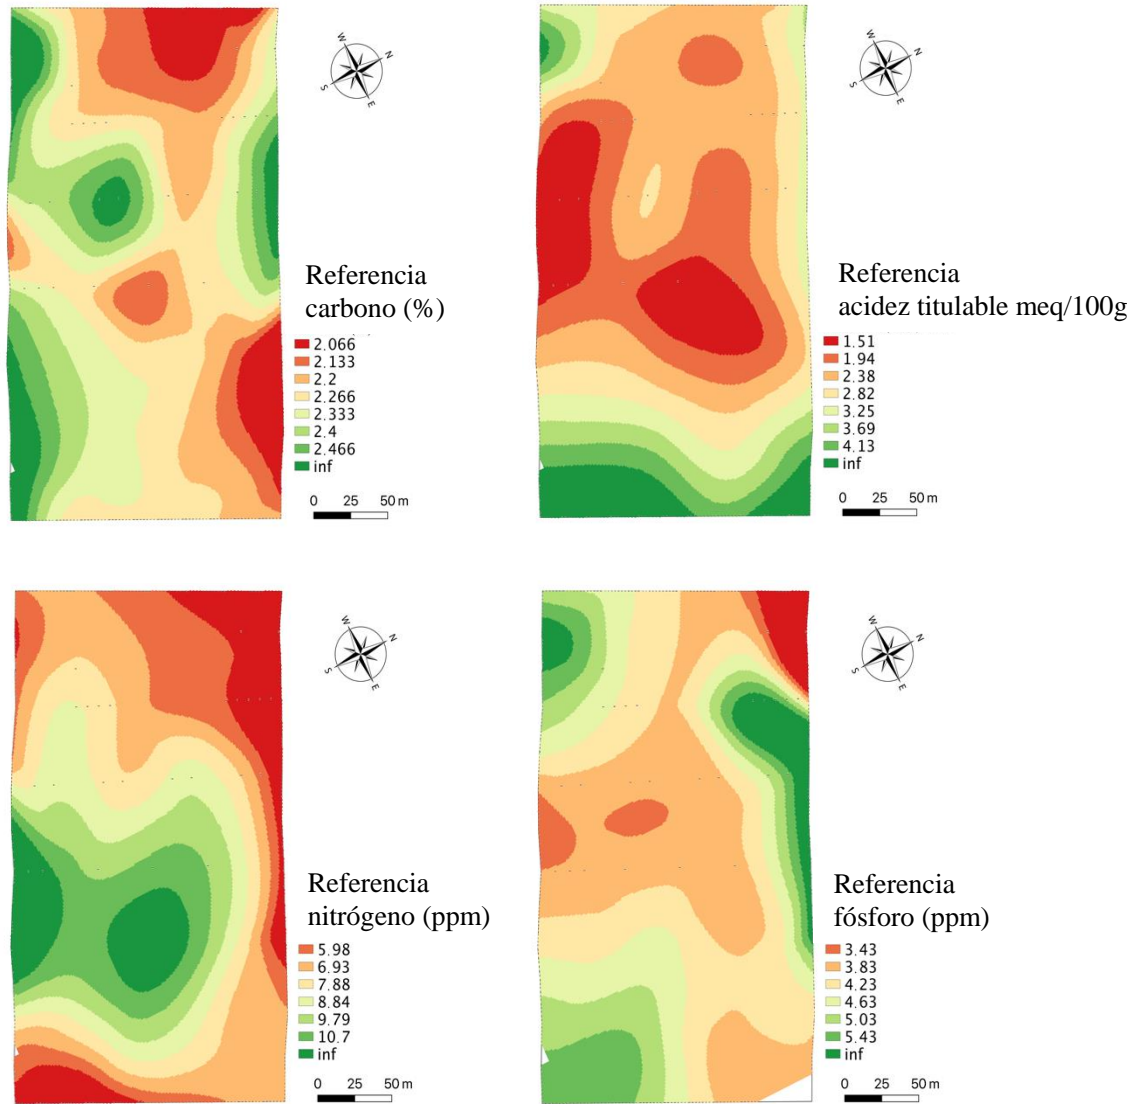 W
N
S
E
Referencia
carbono (%)
2.066
2.133
2.2
2.266
2.333
2.4
2.466
inf
0 25 50 m
W
N
S
E
Referencia
acidez titulable meq/100g
1.51
1.94
2.38
2.82
3.25
3.69
4.13
inf
0 25 50 m
W
N
S
E
Referencia
nitrógeno (ppm)
5.98
6.93
7.88
8.84
9.79
10.7
inf
0 25 50 m
W
N
S
E
Referencia
fósforo (ppm)
3.43
3.83
4.23
4.63
5.03
5.43
inf
0 25 50 m